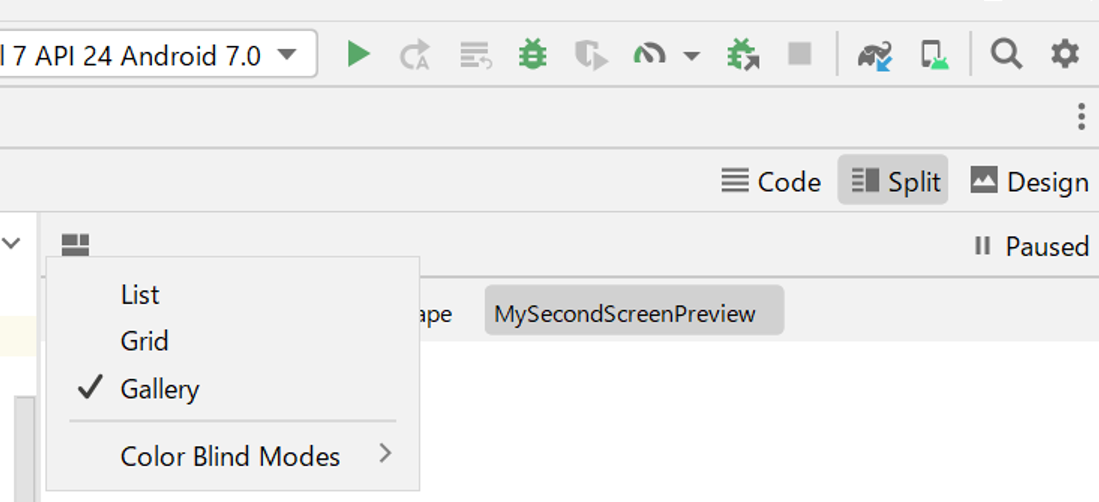 l 7 API 24 Android 7.0
Code Split Design
Paused
List
ape MySecondScreenPreview
Grid
Gallery
Color Blind Modes